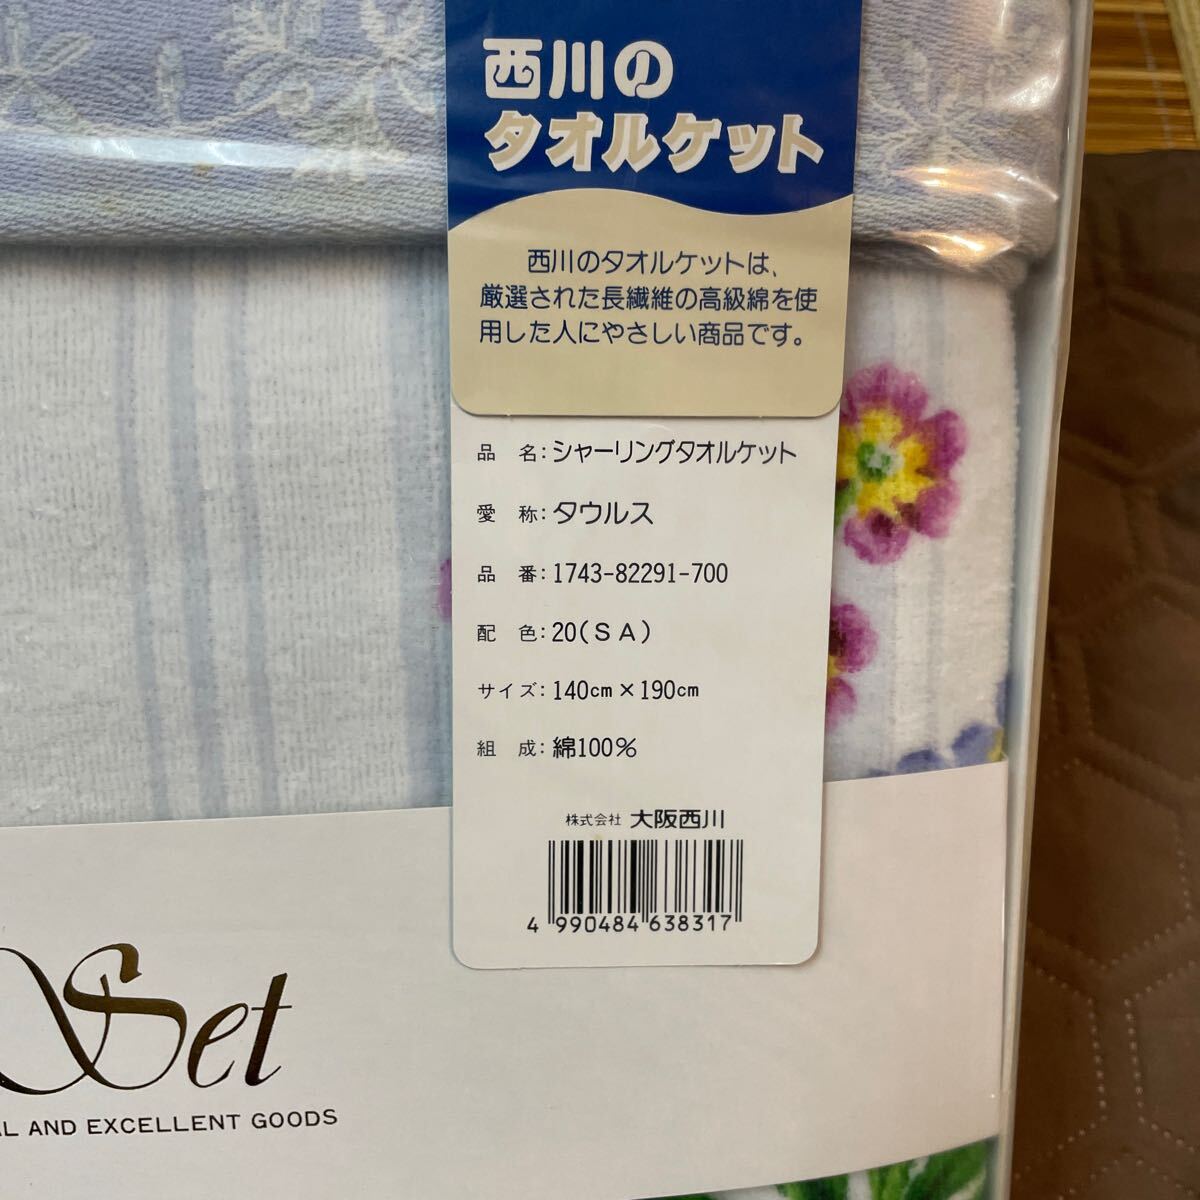 西川の
タオルケット
西川のタオルケットは、
厳選された長繊維の高級綿を使
用した人にやさしい商品です。
品 名:シャーリングタオルケット
愛 称:タウルス
品 番:1743-82291-700
配 色:20(SA)
サイズ:140cm×190cm
組 成:綿100%
株式会社 大阪西川
4 990484 638317
Set
AND EXCELLENT GOODS